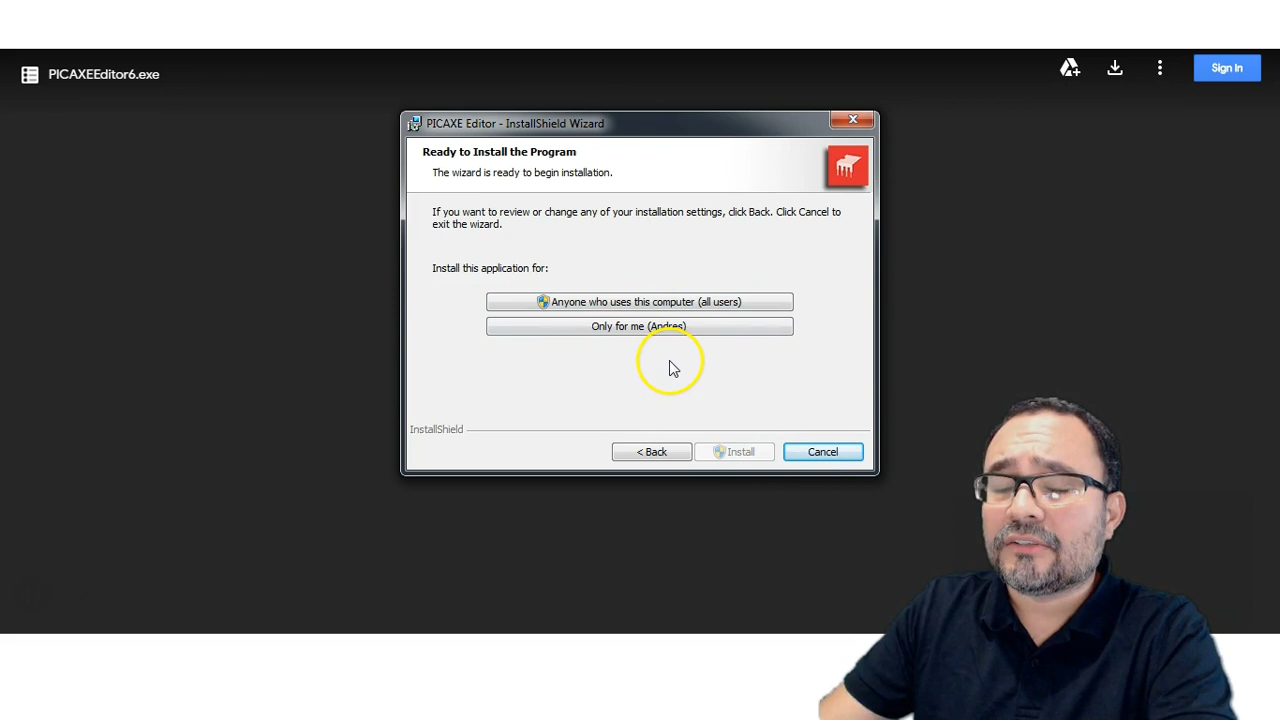 PICAXEEditor6.exe
Sign In
PICAXE Editor - InstallShield Wizard
Ready to Install the Program
The wizard is ready to begin installation.
If you want to review or change any of your installation settings, click Back. Click Cancel to
exit the wizard.
Install this application for:
Anyone who uses this computer (all users)
Only for me (Andres)
InstallShield
< Back
Install
Cancel